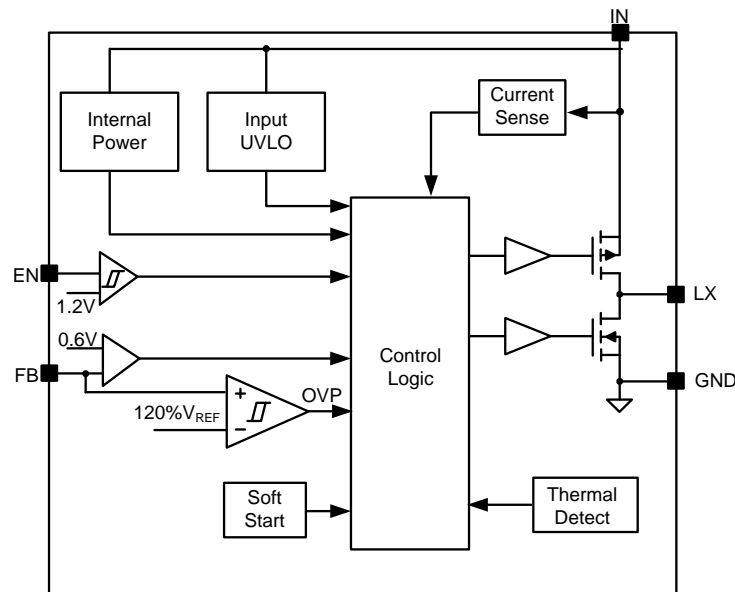 IN
Internal
Power
Input
UVLO
Current
Sense
EN
1.2V
LX
0.6V
FB
Control
Logic
GND
+
OVP
120%VREF
−
Soft
Start
Thermal
Detect